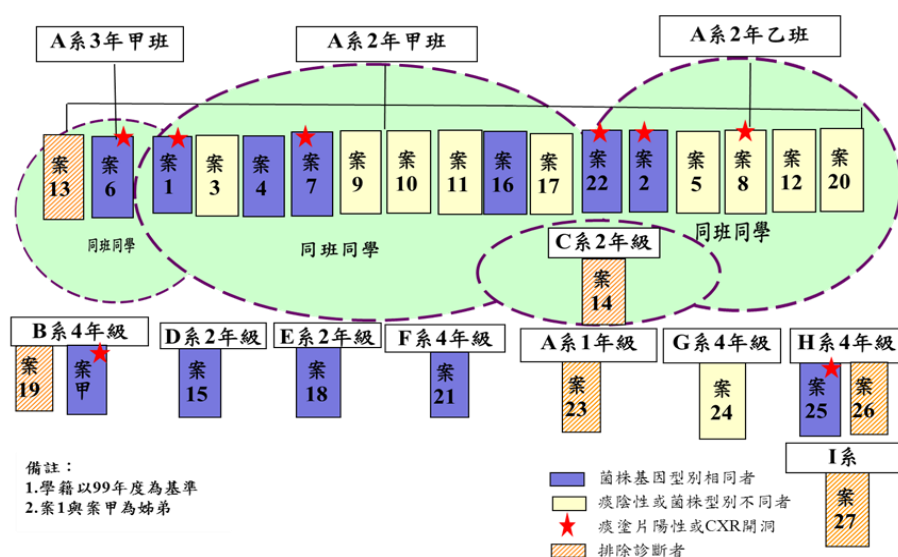 A系3年甲班
A系2年甲班
A系2年乙班
案13
案6
案1
案3
案4
案7
案9
案10
案11
案16
案17
案22
案2
案5
案8
案12
案20
同班同學
同班同學
同班同學
C系2年級
案14
B系4年級
D系2年級
E系2年級
F系4年級
A系1年級
G系4年級
H系4年級
案19
案甲
案15
案18
案21
案23
案24
案25
案26
I系
案27
備註：
1.學籍以99年度為基準
2.案1與案甲為姊弟
菌株基因型別相同者
痰陰性或菌株型別不同者
痰塗片陽性或CXR開洞
排除診斷者